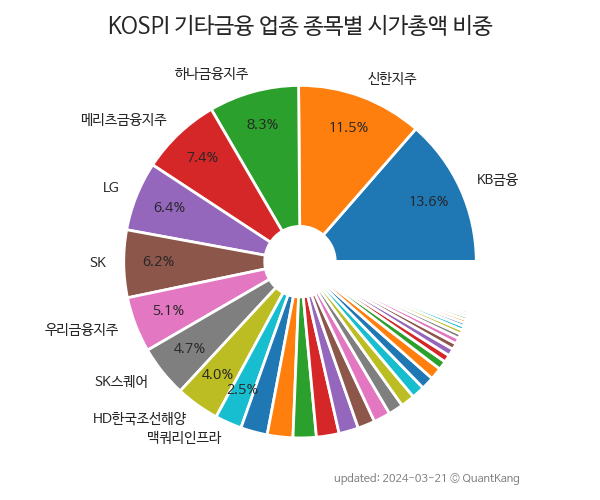 KOSPI 기타금융 업종 종목별 시가총액 비중
하나금융지주
신한지주
8.3%
11.5%
메리츠금융지주
7.4%
KB금융
LG
6.4%
13.6%
SK
6.2%
5.1%
우리금융지주
4.7%
SK스퀘어
4.0%
2.5%
HD한국조선해양
맥쿼리인프라
updated: 2024-03-21 © QuantKang